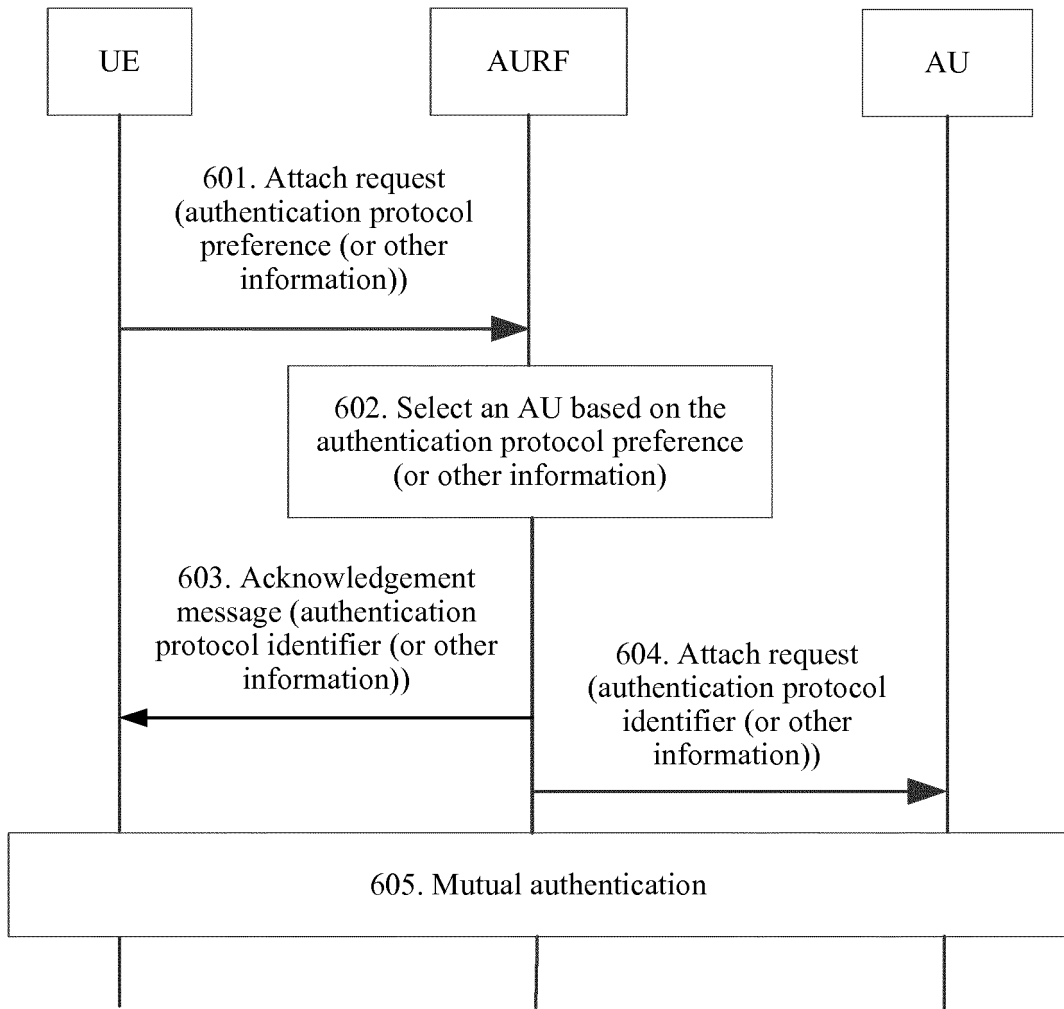 UE
AURF
AU
601. Attach request
(authentication protocol
preference (or other
information))
602. Select an AU based on the
authentication protocol preference
(or other information)
603. Acknowledgement
message (authentication
protocol identifier (or other
information))
604. Attach request
(authentication protocol
identifier (or other
information))
605. Mutual authentication